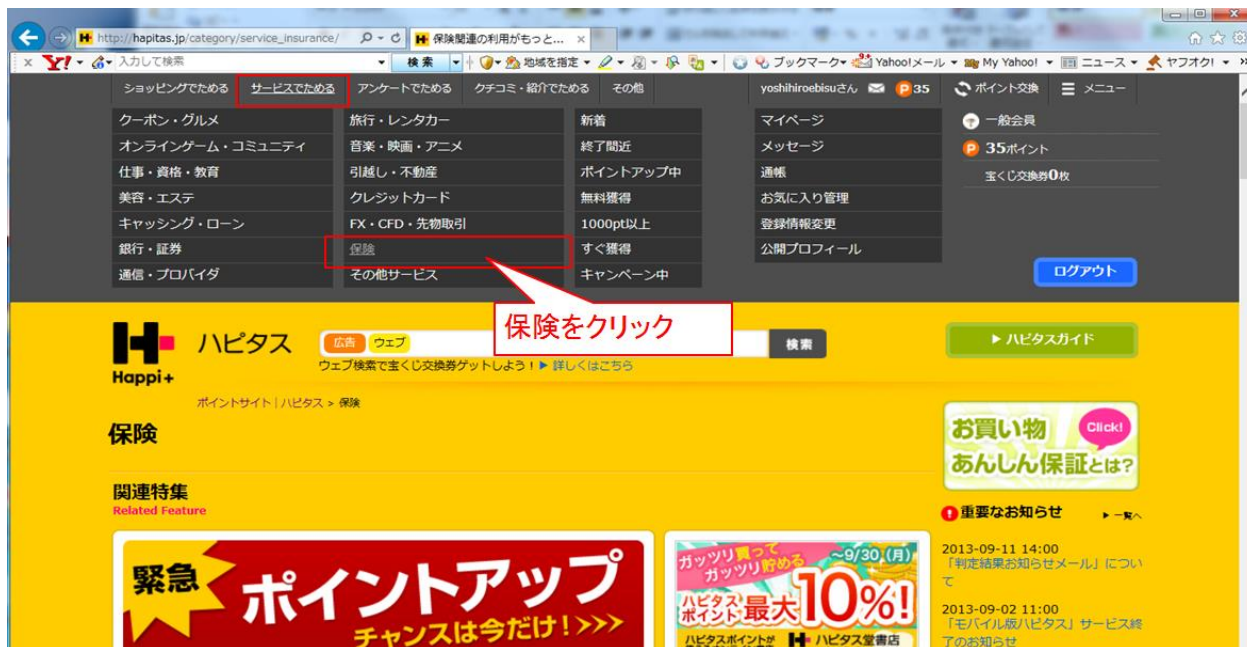 http://hapitas.jp/category/service_insurance/
保険関連の利用がもっと...
入力して検索 検索 地域を指定 ブックマーク Yahoo!メール My Yahoo! ニュース ヤフオク!
ショッピングでためる サービスでためる アンケートでためる クチコミ・紹介でためる その他 yoshihiroebisuさん P35 ポイント交換 メニュー
クーポン・グルメ 旅行・レンタカー 新着 マイページ 一般会員
オンラインゲーム・コミュニティ 音楽・映画・アニメ 終了間近 メッセージ P 35ポイント
仕事・資格・教育 引越し・不動産 ポイントアップ中 通帳 宝くじ交換券0枚
美容・エステ クレジットカード 無料獲得 お気に入り管理
キャッシング・ローン FX・CFD・先物取引 1000pt以上 登録情報変更
銀行・証券 保険 すぐ獲得 公開プロフィール
通信・プロバイダ その他サービス キャンペーン中 ログアウト
保険をクリック
Happi+ ハピタス 広告 ウェブ 検索 ▶ ハピタスガイド
ウェブ検索で宝くじ交換券ゲットしよう!▶ 詳しくはこちら
ポイントサイト|ハピタス > 保険
保険
お買い物 Click!
あんしん保証とは?
関連特集
Related Feature
重要なお知らせ ▶ 一覧へ
2013-09-11 14:00
「判定結果お知らせメール」につい
て
2013-09-02 11:00
「モバイル版ハピタス」サービス終
了のお知らせ
緊急 ポイントアップ
チャンスは今だけ!>>>
ガッツリ買って ～9/30(月)
ガッツリ貯める
ハピタスポイント 最大10%!
ハピタスポイントが ハピタス堂書店